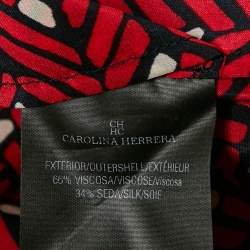 CH
HC
CAROLINA HERRERA
EXTERIOR/OUTERSHELL/EXTÉRIEUR
66% VISCOSA/VISCOSE/Viscosa
34% SEDA/SILK/SOIE